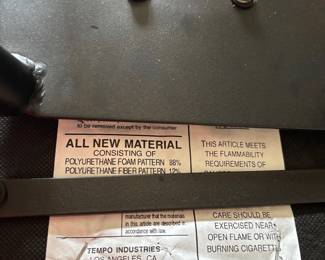 to be removed except by the consumer
ALL NEW MATERIAL
CONSISTING OF
POLYURETHANE FOAM PATTERN 88%
POLYURETHANE FIBER PATTERN 12%
manufacturer that the materials
in this article are described in
accordance with law.
TEMPO INDUSTRIES
LOS ANGELES, CA
THIS ARTICLE MEETS
THE FLAMMABILITY
REQUIREMENTS OF
CARE SHOULD BE
EXERCISED NEAR
OPEN FLAME OR WITH
BURNING CIGARETTES